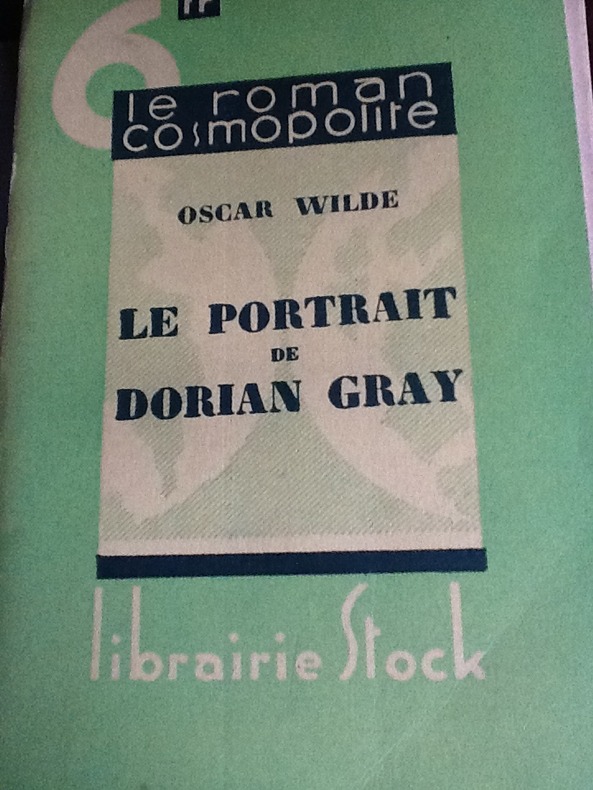 6 fr
le roman
cosmopolite
OSCAR WILDE
LE PORTRAIT
DE
DORIAN GRAY
librairie Stock